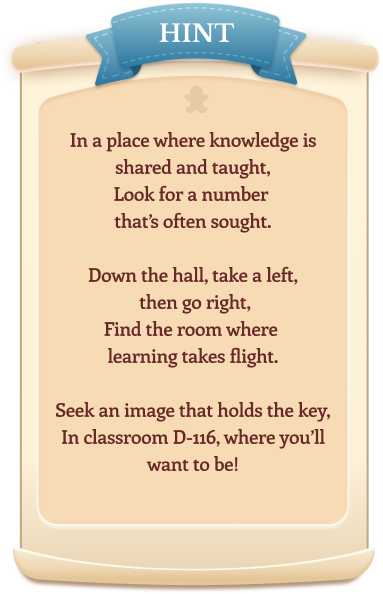 HINT
In a place where knowledge is
shared and taught,
Look for a number
that's often sought.
Down the hall, take a left,
then go right,
Find the room where
learning takes flight.
Seek an image that holds the key,
In classroom D-116, where you'll
want to be!